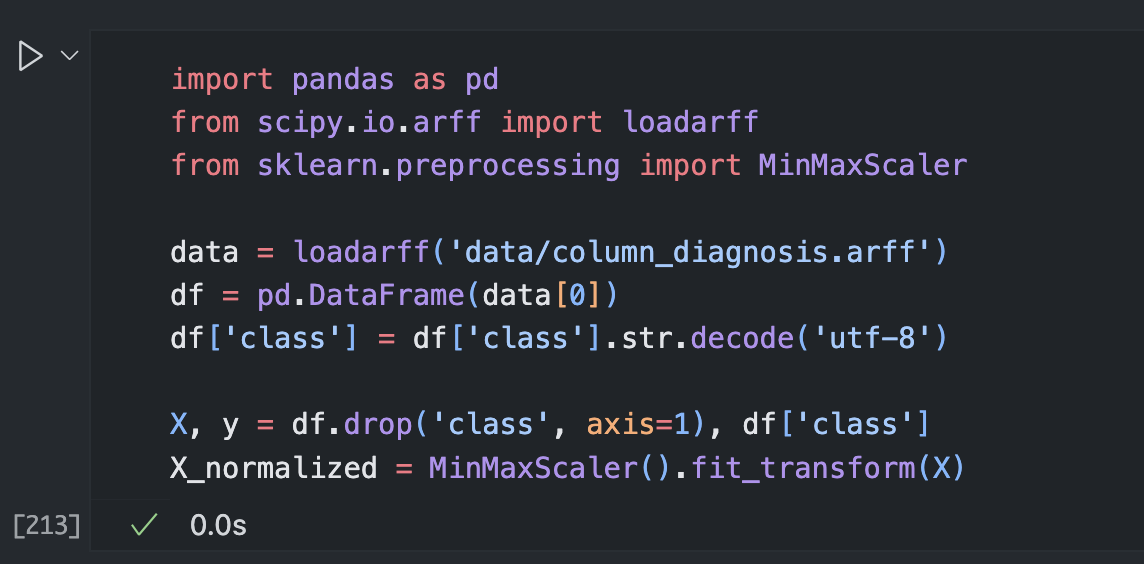 import pandas as pd
from scipy.io.arff import loadarff
from sklearn.preprocessing import MinMaxScaler
data = loadarff('data/column_diagnosis.arff')
df = pd.DataFrame(data[0])
df['class'] = df['class'].str.decode('utf-8')
X, y = df.drop('class', axis=1), df['class']
X_normalized = MinMaxScaler().fit_transform(X)
[213] ✓ 0.0s